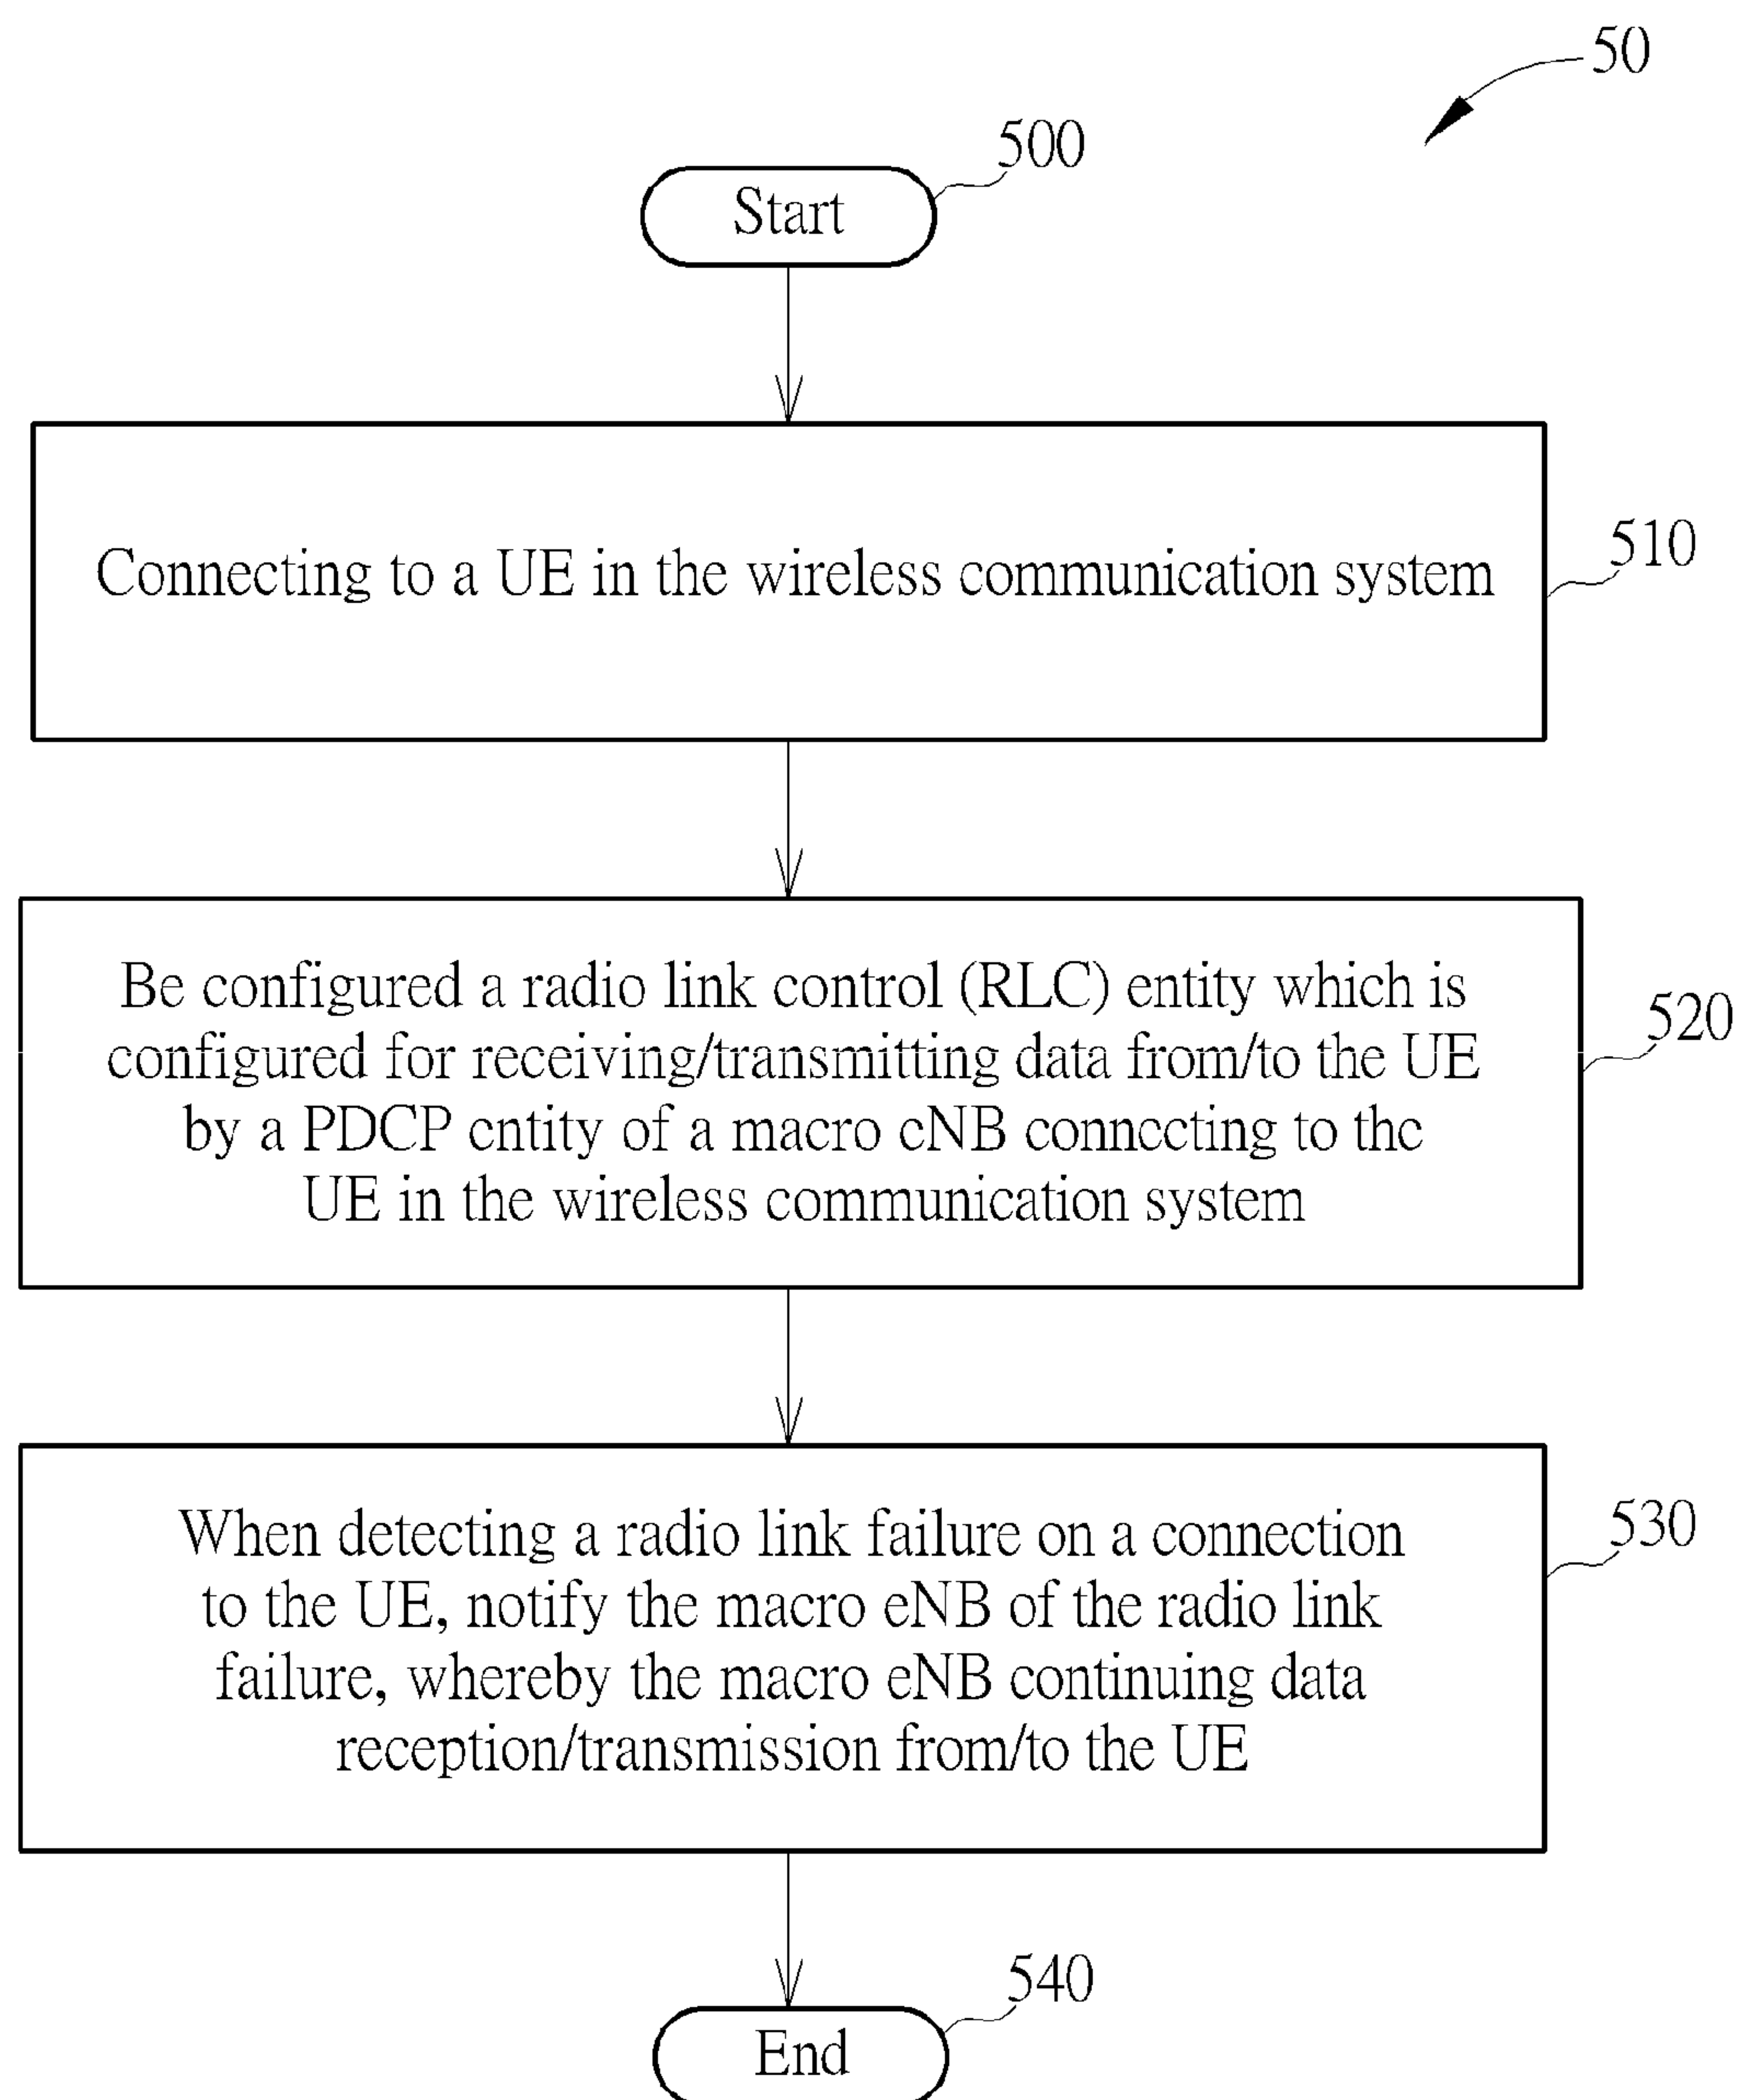 50
500
Start
Connecting to a UE in the wireless communication system
510
Be configured a radio link control (RLC) entity which is
configured for receiving/transmitting data from/to the UE
by a PDCP entity of a macro eNB connecting to the
UE in the wireless communication system
520
When detecting a radio link failure on a connection
to the UE, notify the macro eNB of the radio link
failure, whereby the macro eNB continuing data
reception/transmission from/to the UE
530
540
End